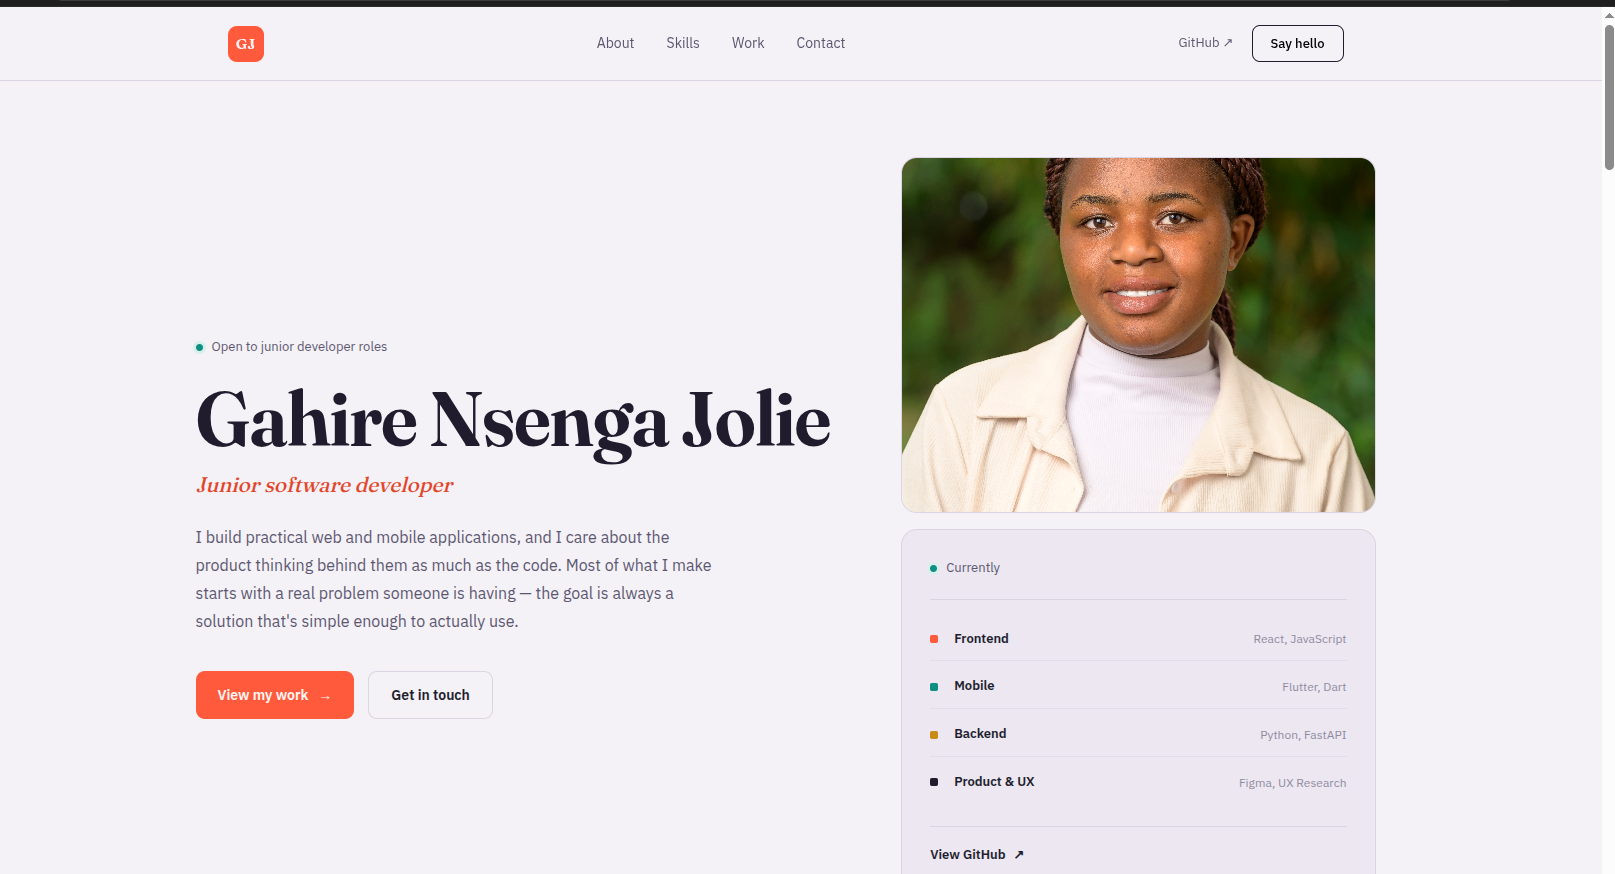 GJ
About
Skills
Work
Contact
GitHub ↗
Say hello
Open to junior developer roles
Gahire Nsenga Jolie
Junior software developer
I build practical web and mobile applications, and I care about the
product thinking behind them as much as the code. Most of what I make
starts with a real problem someone is having — the goal is always a
solution that's simple enough to actually use.
View my work →
Get in touch
Currently
Frontend React, JavaScript
Mobile Flutter, Dart
Backend Python, FastAPI
Product & UX Figma, UX Research
View GitHub ↗